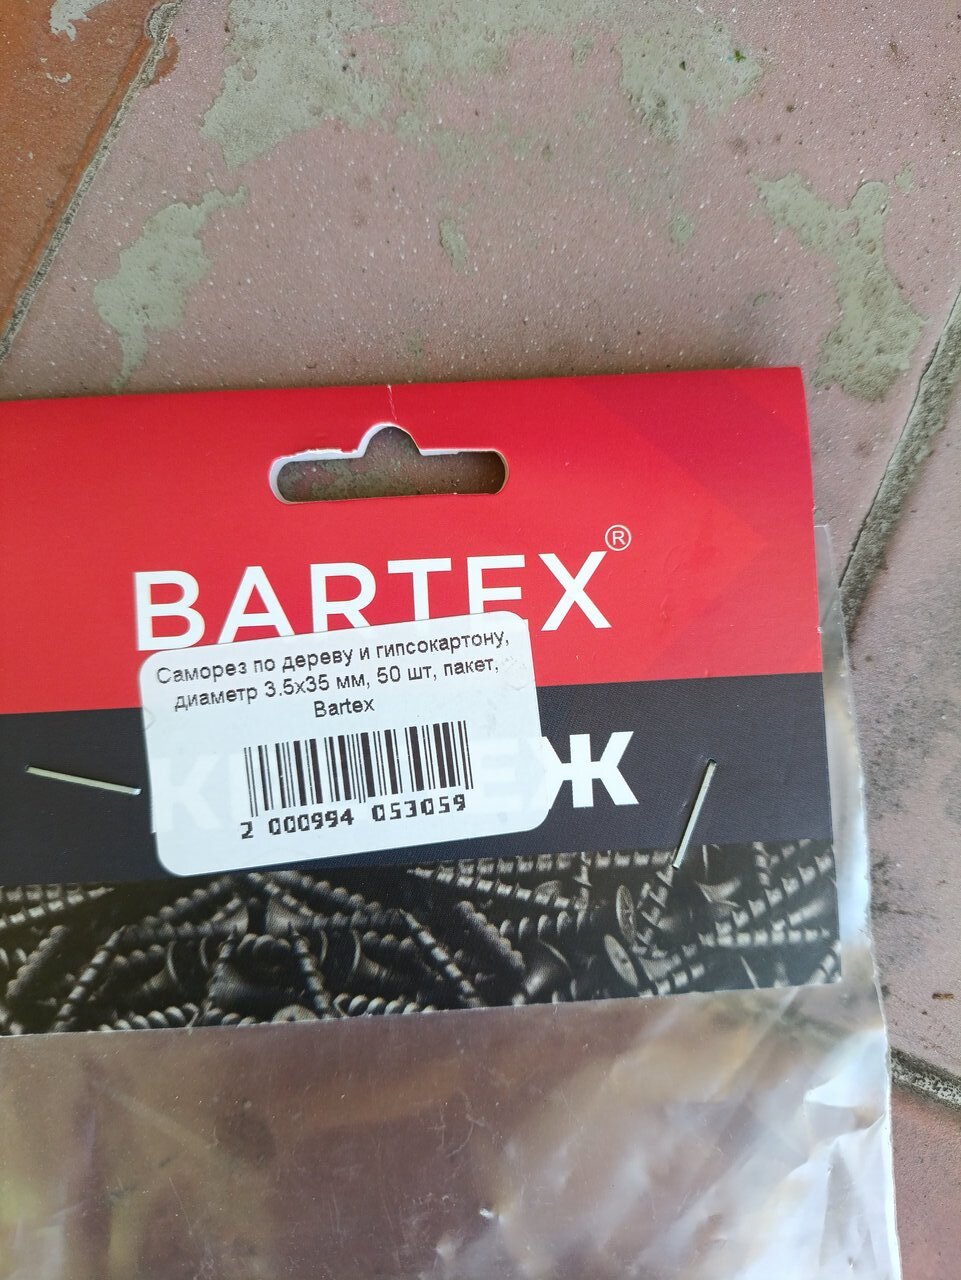 BARTEX®
Саморез по дереву и гипсокартону,
диаметр 3.5х35 мм, 50 шт, пакет,
Bartex
2 000994 053059